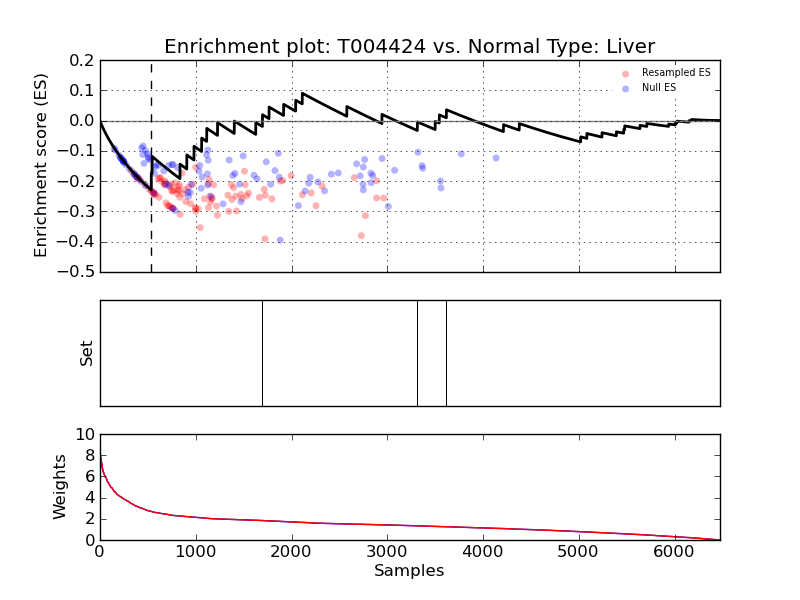 Enrichment plot: T004424 vs. Normal Type: Liver
Enrichment score (ES)
0.2
0.1
0.0
−0.1
−0.2
−0.3
−0.4
−0.5
Resampled ES
Null ES
Set
Weights
10
8
6
4
2
0
0 1000 2000 3000 4000 5000 6000
Samples